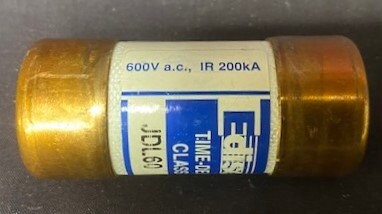 600V a.c., IR 200kA
TIME-DE
CLASS
JDL60